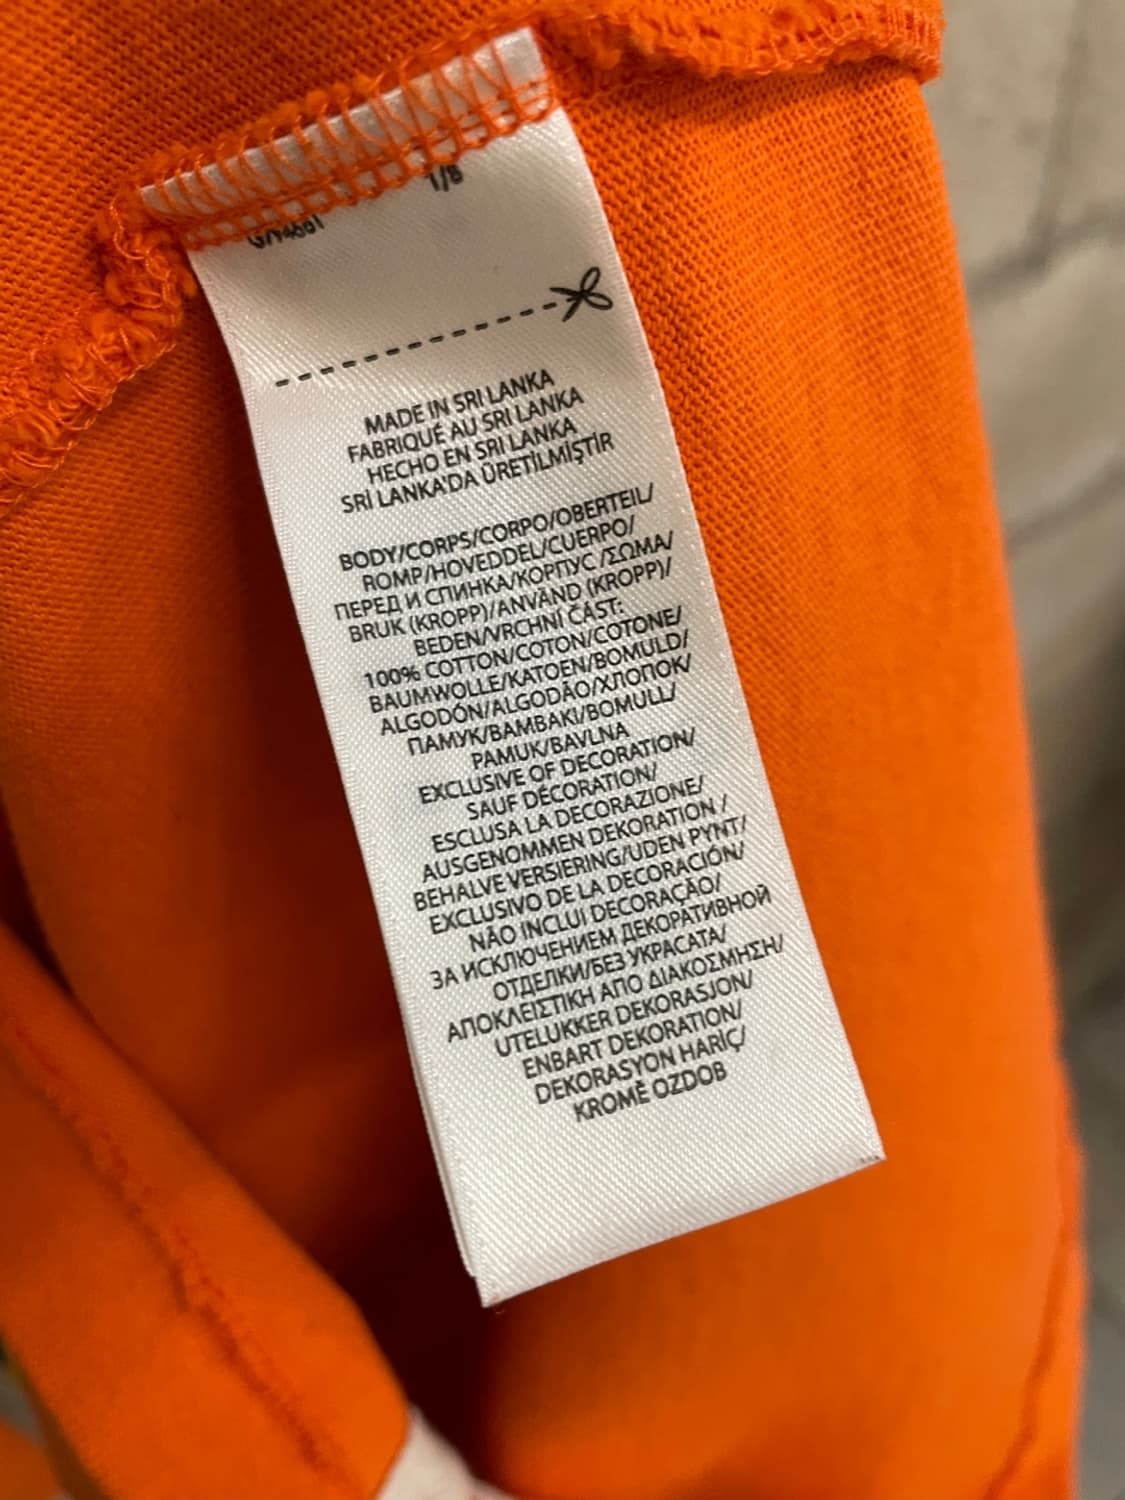 1/8
MADE IN SRI LANKA
FABRIQUÉ AU SRI LANKA
HECHO EN SRI LANKA
SRİ LANKA'DA ÜRETİLMİŞTİR
BODY/CORPS/CORPO/OBERTEIL/
ROMP/HOVEDDEL/CUERPO/
ПЕРЕД И СПИНКА/КОРПУС /ΣΩΜΑ/
BRUK (KROPP)/ANVÄND (KROPP)/
BEDEN/VRCHNÍ ČÁST:
100% COTTON/COTON/COTONE/
BAUMWOLLE/KATOEN/BOMULD/
ALGODÓN/ALGODÃO/ХЛОПОК/
ПАМУК/ΒΑΜΒΑΚΙ/BOMULL/
PAMUK/BAVLNA
EXCLUSIVE OF DECORATION/
SAUF DÉCORATION/
ESCLUSA LA DECORAZIONE/
AUSGENOMMEN DEKORATION /
BEHALVE VERSIERING/UDEN PYNT/
EXCLUSIVO DE LA DECORACIÓN/
NÃO INCLUI DECORAÇÃO/
ЗА ИСКЛЮЧЕНИЕМ ДЕКОРАТИВНОЙ
ОТДЕЛКИ/БЕЗ УКРАСАТА/
ΑΠΟΚΛΕΙΣΤΙΚΗ ΑΠΟ ΔΙΑΚΟΣΜΗΣΗ/
UTELUKKER DEKORASJON/
ENBART DEKORATION/
DEKORASYON HARİÇ/
KROMĚ OZDOB